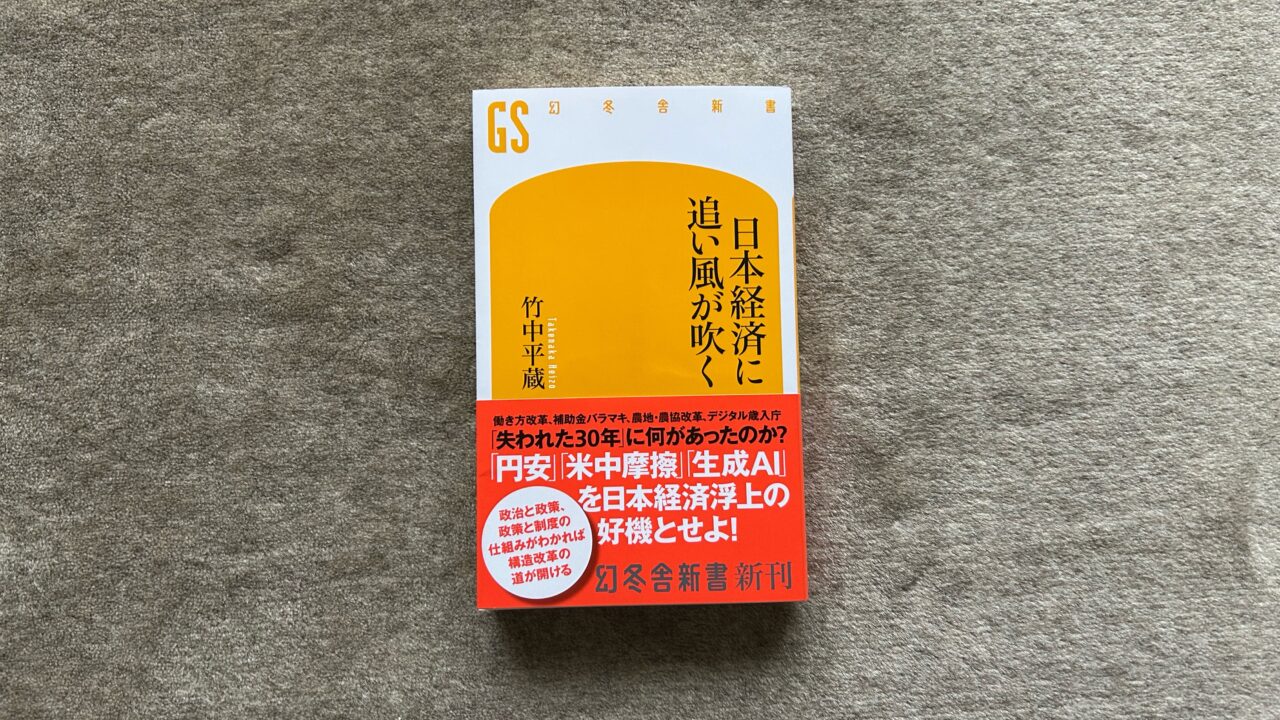 GS
幻冬舎新書
日本経済に
追い風が吹く
竹中平蔵
Takenaka Heizo
働き方改革、補助金バラマキ、農地・農協改革、デジタル歳入庁
「失われた30年」に何があったのか?
「円安」「米中摩擦」「生成AI」
を日本経済浮上の
好機とせよ!
政治と政策、
政策と制度の
仕組みがわかれば
構造改革の
道が開ける
幻冬舎新書 新刊